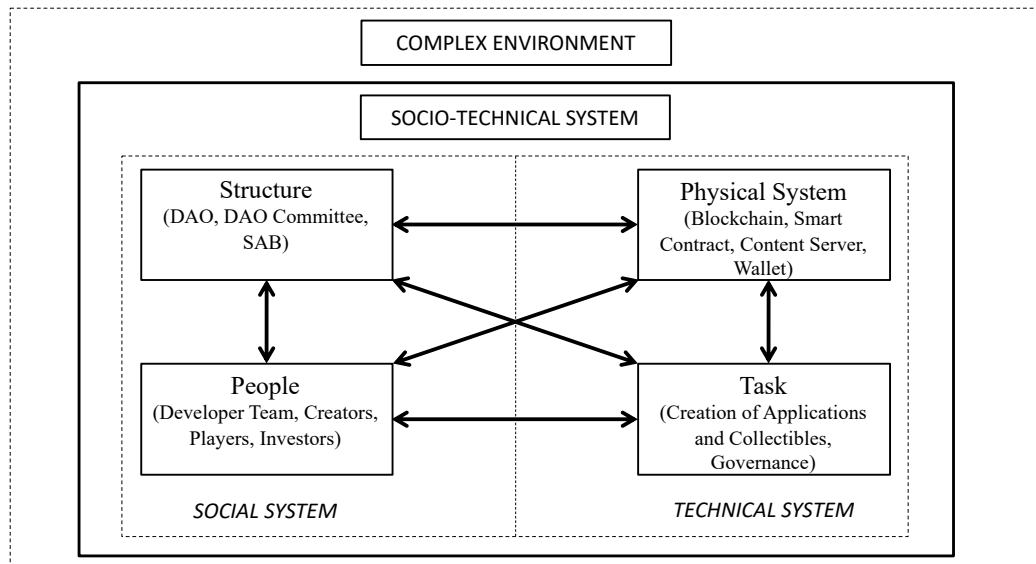 COMPLEX ENVIRONMENT
SOCIO-TECHNICAL SYSTEM
Structure
(DAO, DAO Committee,
SAB)
Physical System
(Blockchain, Smart
Contract, Content Server,
Wallet)
People
(Developer Team, Creators,
Players, Investors)
Task
(Creation of Applications
and Collectibles,
Governance)
SOCIAL SYSTEM
TECHNICAL SYSTEM